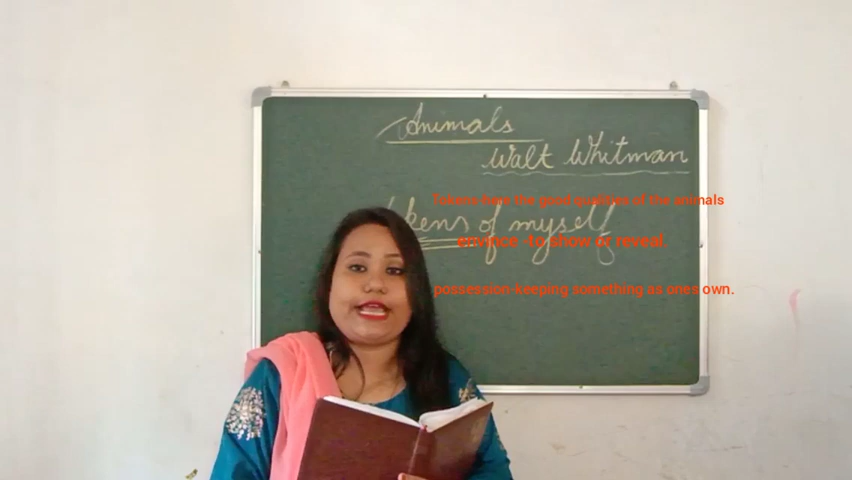 Animals
Walt Whitman
Tokens-here the good qualities of the animals
kens of myself
envince -to show or reveal.
possession-keeping something as ones own.